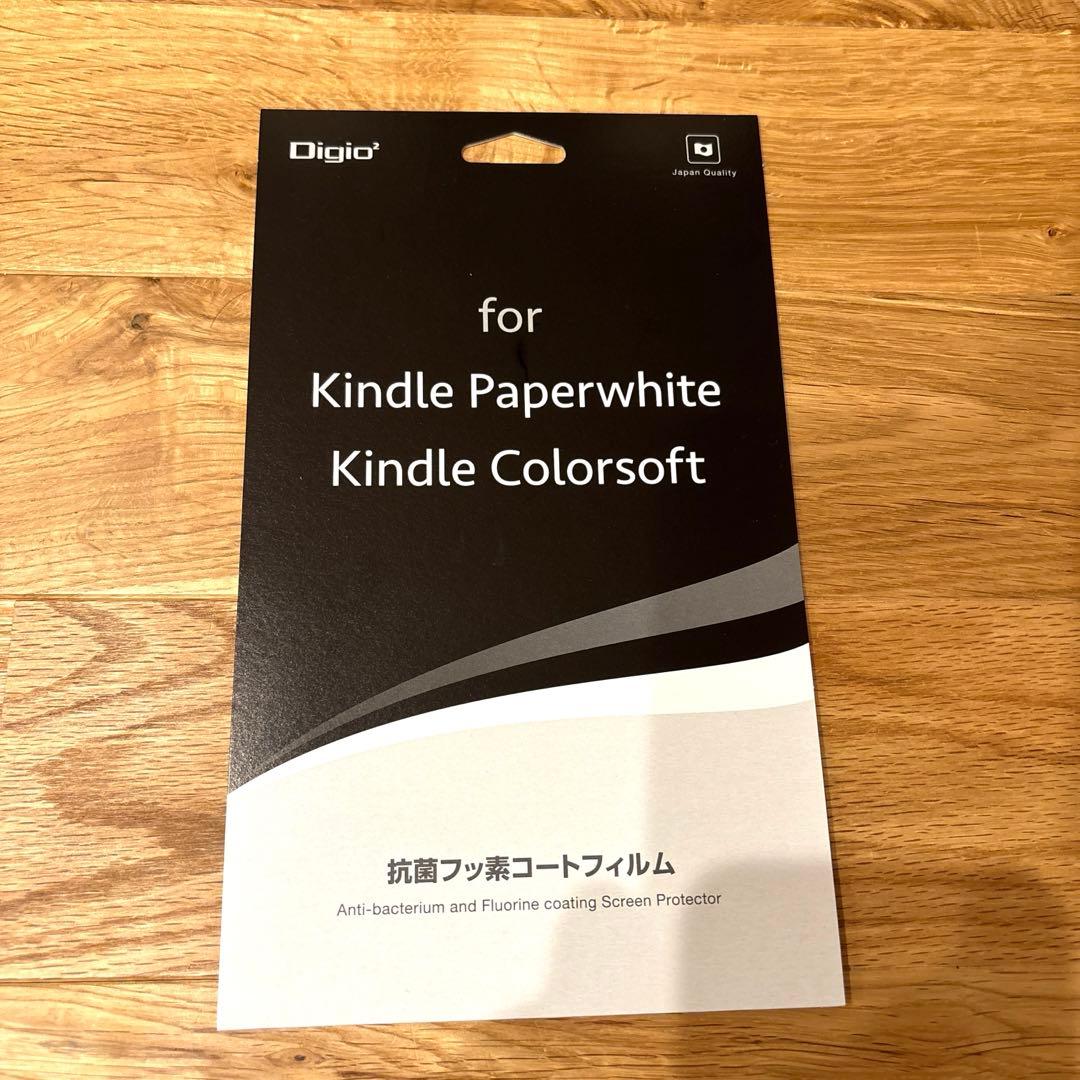 Digio²
Japan Quality
for
Kindle Paperwhite
Kindle Colorsoft
抗菌フッ素コートフィルム
Anti-bacterium and Fluorine coating Screen Protector